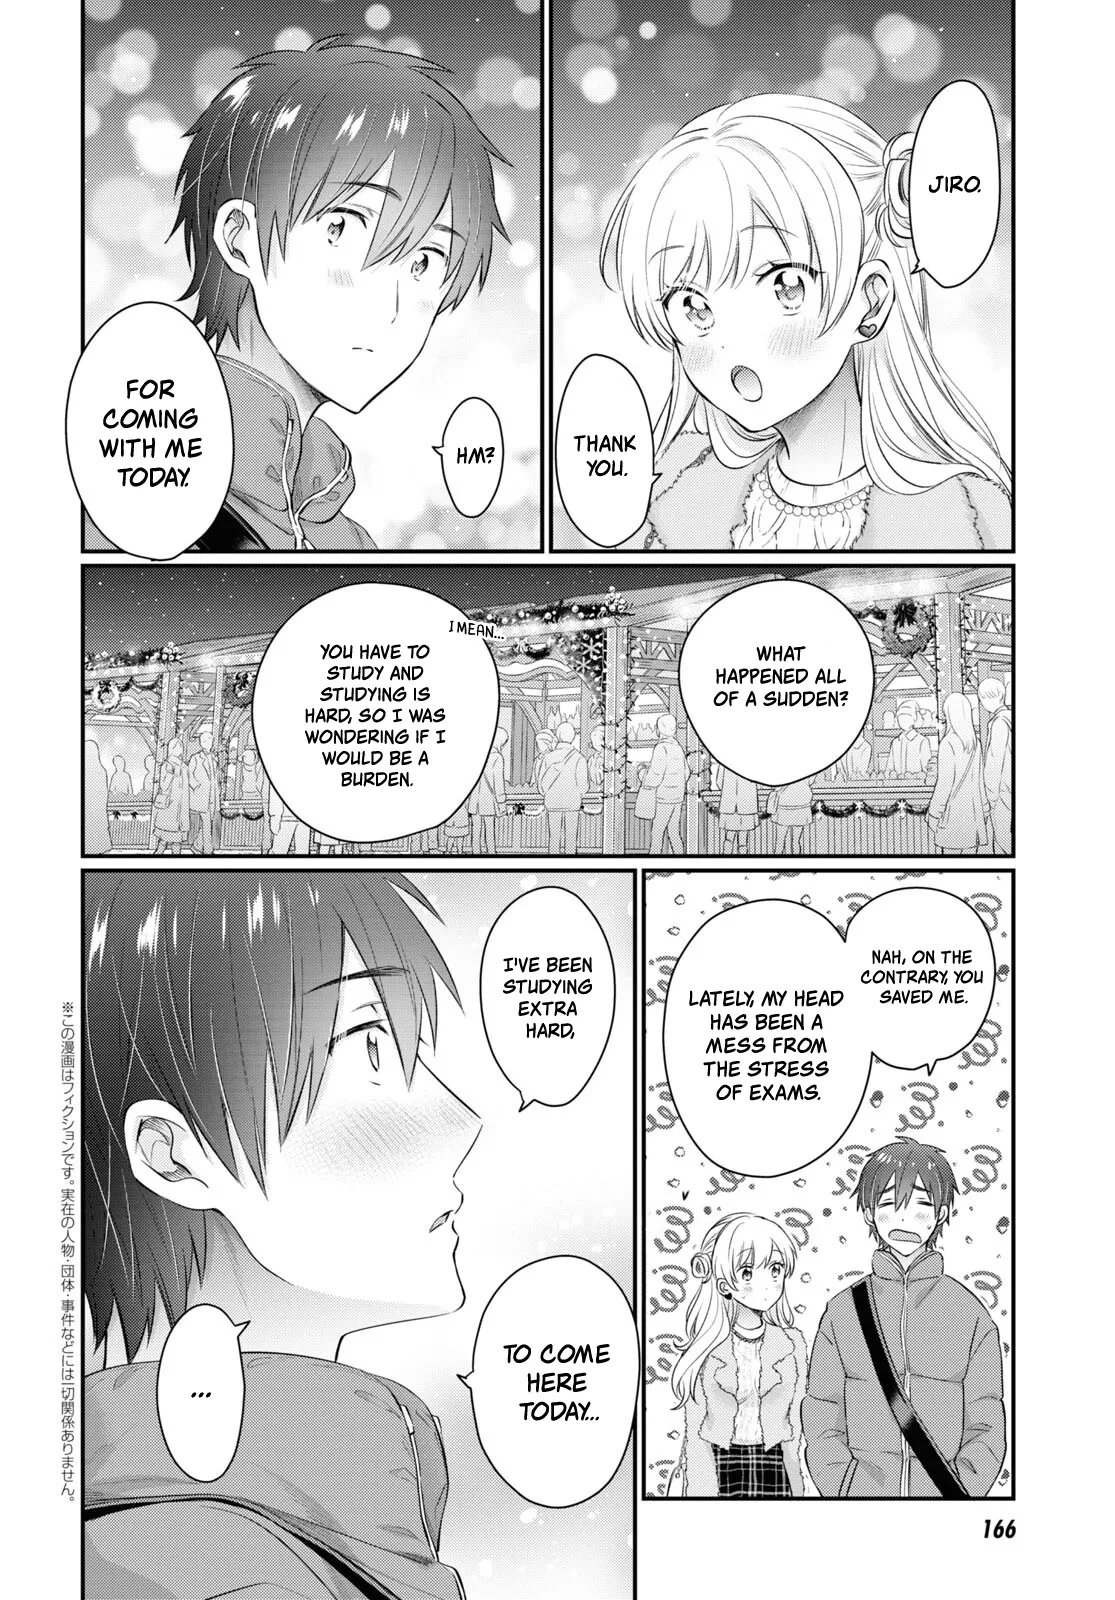 JIRO.
THANK
YOU.
HM?
FOR
COMING
WITH ME
TODAY.
WHAT
HAPPENED ALL
OF A SUDDEN?
I MEAN...
YOU HAVE TO
STUDY AND
STUDYING IS
HARD, SO I WAS
WONDERING IF I
WOULD BE A
BURDEN.
NAH, ON THE
CONTRARY, YOU
SAVED ME.
LATELY, MY HEAD
HAS BEEN A
MESS FROM
THE STRESS
OF EXAMS.
I'VE BEEN
STUDYING
EXTRA
HARD,
TO COME
HERE
TODAY...
...
※この漫画はフィクションです。実在の人物・団体・事件などには一切関係ありません。
166